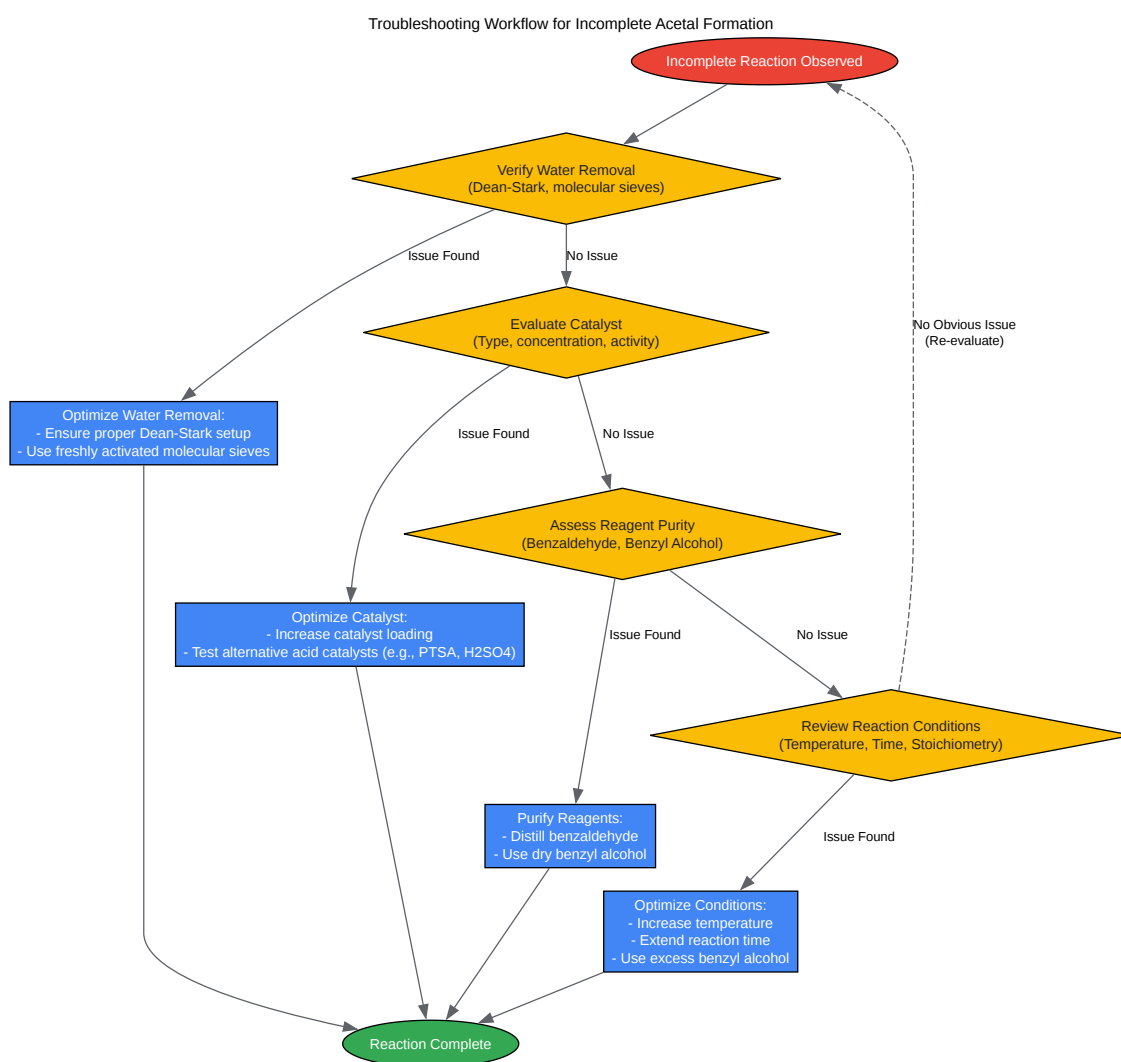 Troubleshooting Workflow for Incomplete Acetal Formation
Incomplete Reaction Observed
Verify Water Removal
(Dean-Stark, molecular sieves)
Issue Found
No Issue
Evaluate Catalyst
(Type, concentration, activity)
No Obvious Issue
(Re-evaluate)
Optimize Water Removal:
- Ensure proper Dean-Stark setup
- Use freshly activated molecular sieves
Issue Found
No Issue
Assess Reagent Purity
(Benzaldehyde, Benzyl Alcohol)
Optimize Catalyst:
- Increase catalyst loading
- Test alternative acid catalysts (e.g., PTSA, H2SO4)
Issue Found
No Issue
Review Reaction Conditions
(Temperature, Time, Stoichiometry)
Purify Reagents:
- Distill benzaldehyde
- Use dry benzyl alcohol
Issue Found
Optimize Conditions:
- Increase temperature
- Extend reaction time
- Use excess benzyl alcohol
Reaction Complete